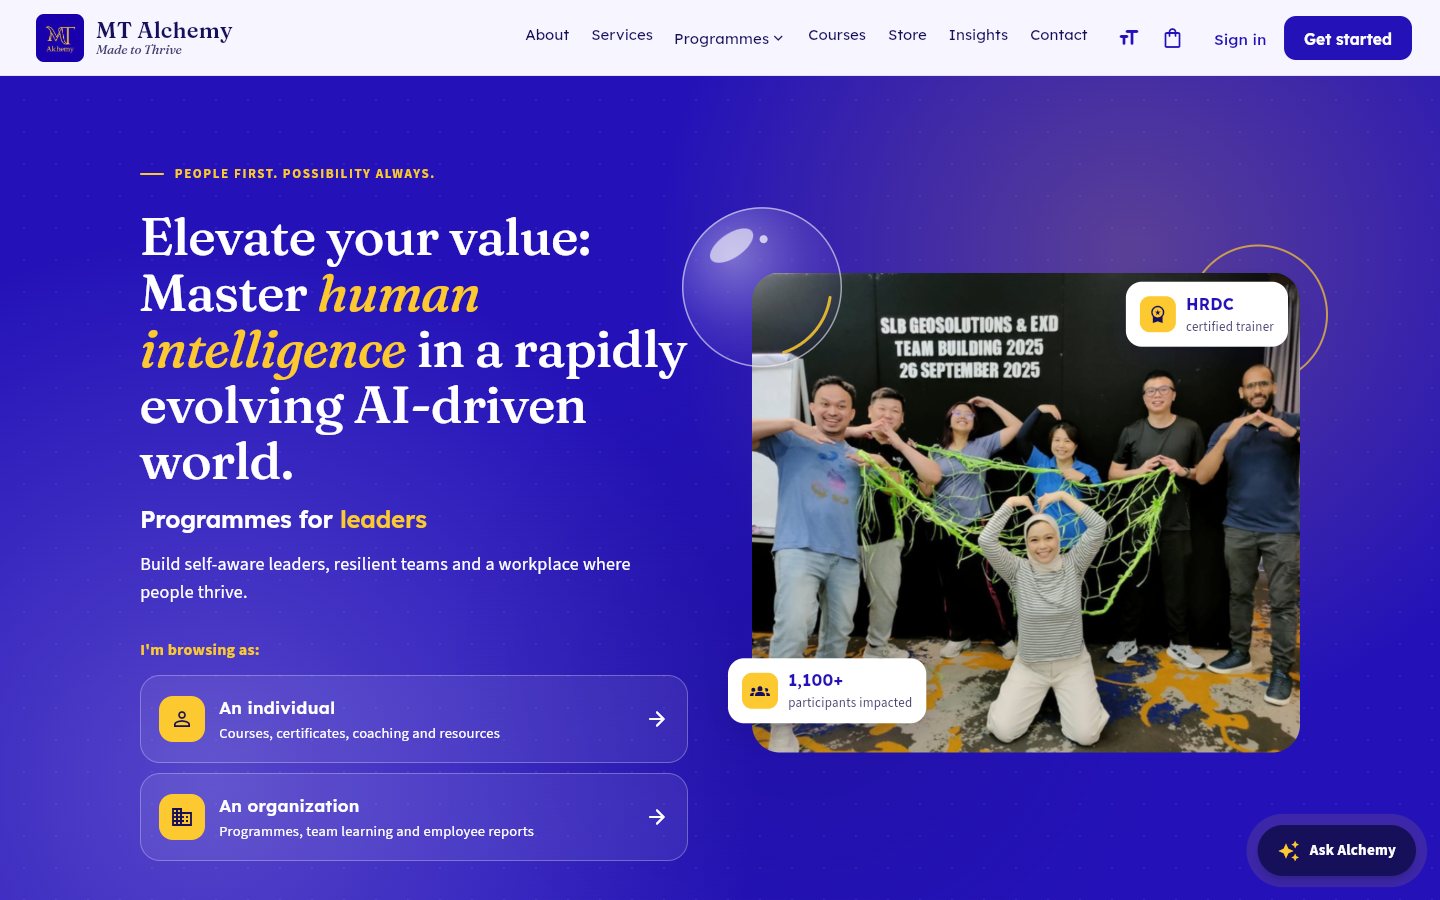 MT
Alchemy
MT Alchemy
Made to Thrive
About
Services
Programmes
Courses
Store
Insights
Contact
Sign in
Get started
PEOPLE FIRST. POSSIBILITY ALWAYS.
Elevate your value:
Master human
intelligence in a rapidly
evolving AI-driven
world.
Programmes for leaders
Build self-aware leaders, resilient teams and a workplace where
people thrive.
I'm browsing as:
An individual
Courses, certificates, coaching and resources
An organization
Programmes, team learning and employee reports
SLB GEOSOLUTIONS & EXD
TEAM BUILDING 2025
26 SEPTEMBER 2025
HRDC
certified trainer
1,100+
participants impacted
Ask Alchemy